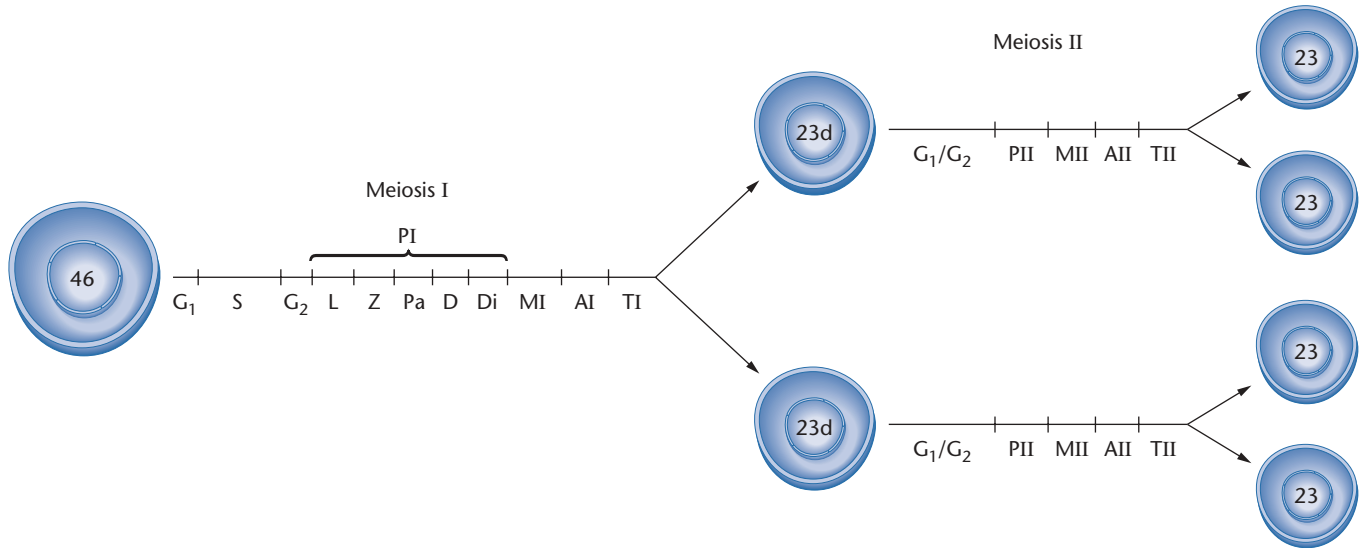 Meiosis II
23
23d
G₁/G₂ PII MII AII TII
23
Meiosis I
PI
46
G₁ S G₂ L Z Pa D Di MI AI TI
23
23d
G₁/G₂ PII MII AII TII
23